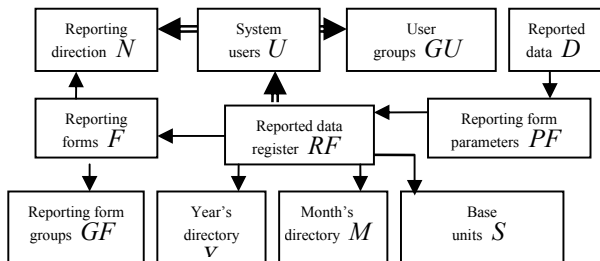 Reporting
direction N
System
users U
User
groups GU
Reported
data D
Reporting
forms F
Reported data
register RF
Reporting form
parameters PF
Reporting form
groups GF
Year's
directory
Y
Month's
directory M
Base
units S